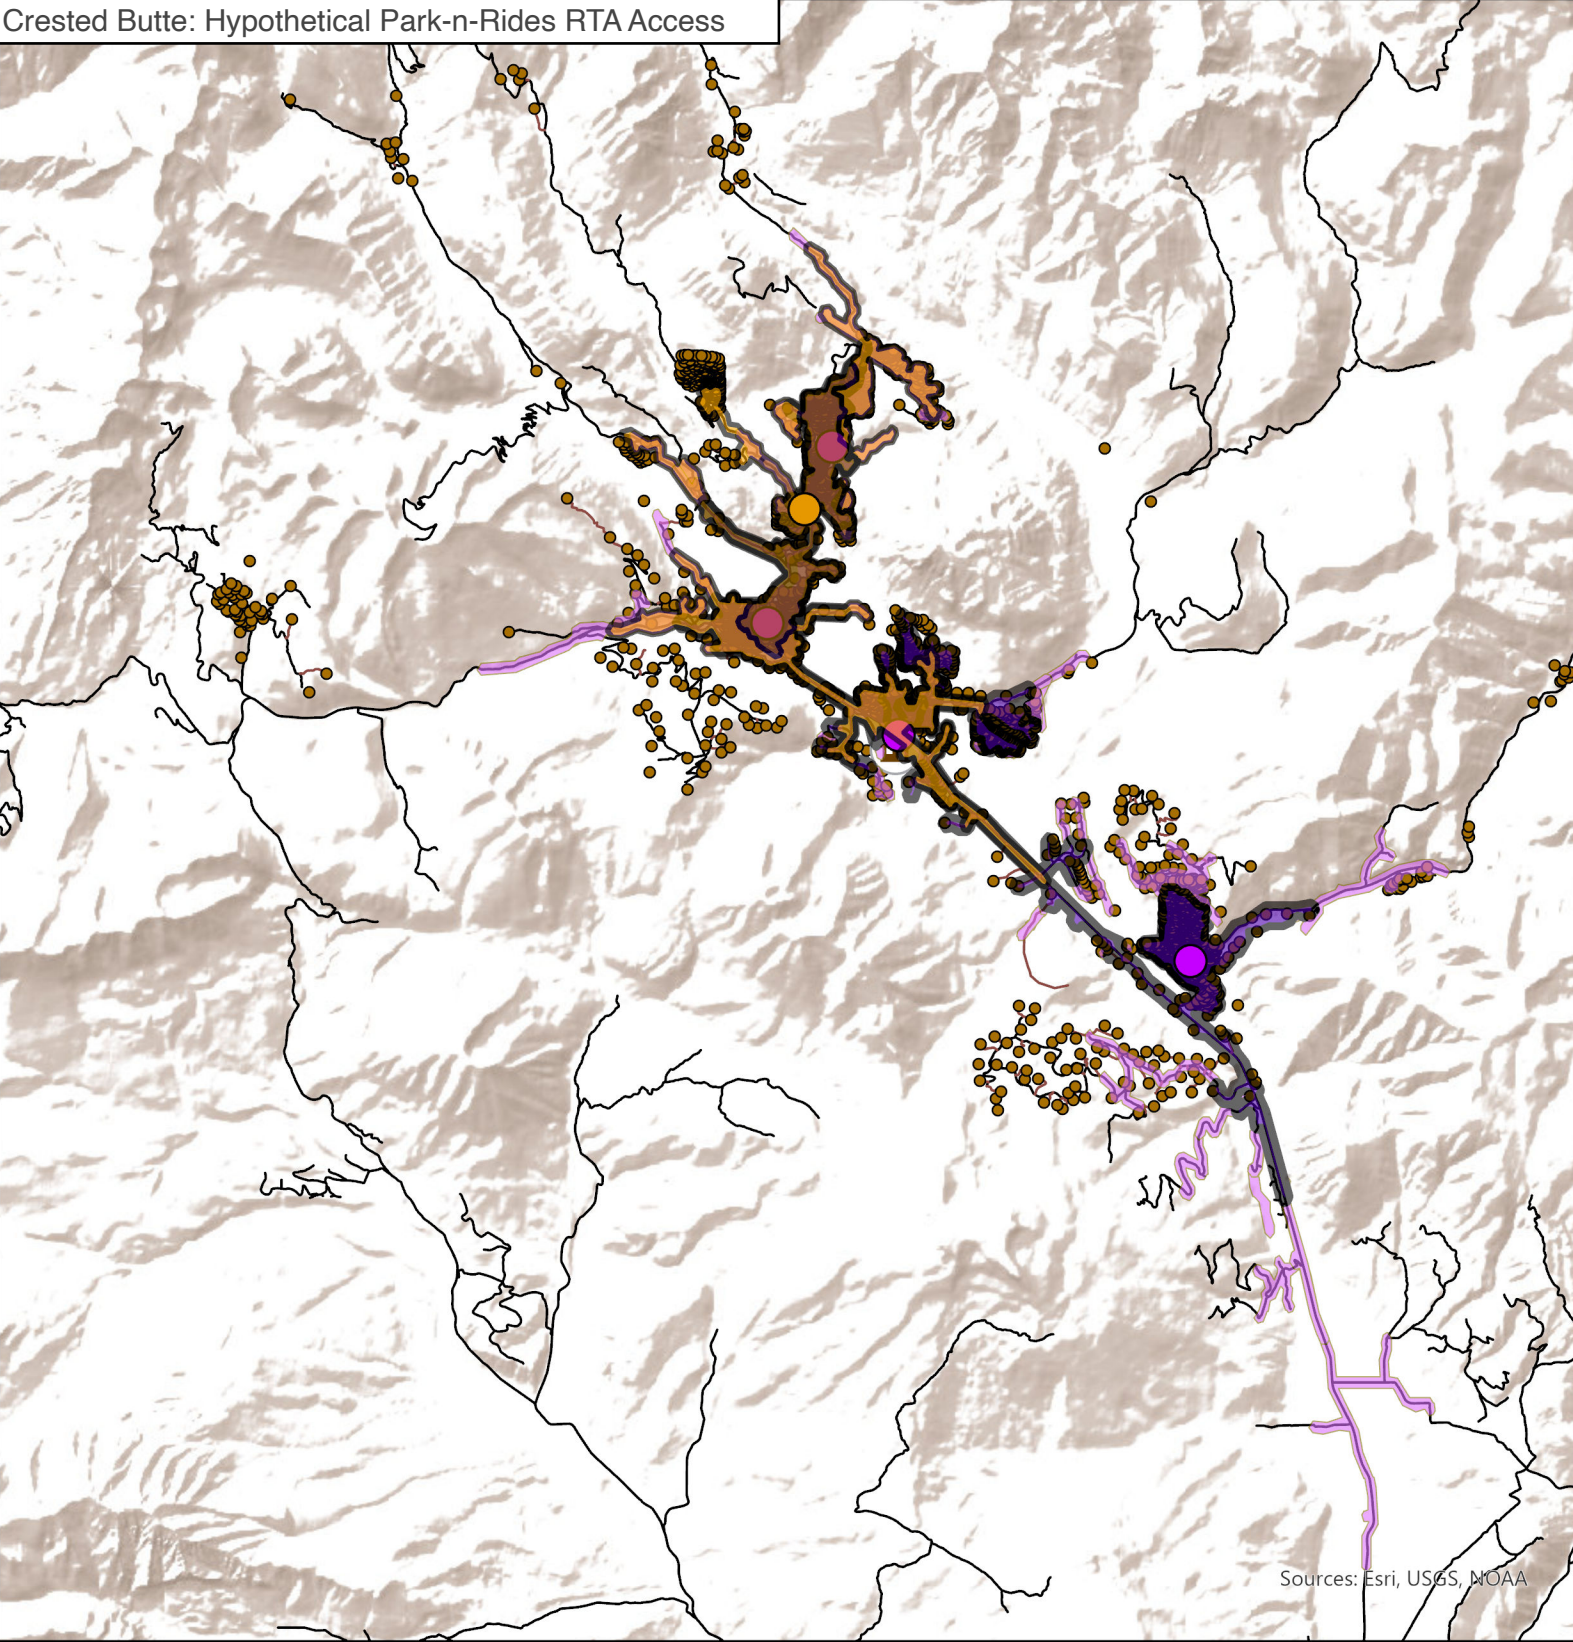 Crested Butte: Hypothetical Park-n-Rides RTA Access
Sources: Esri, USGS, NOAA